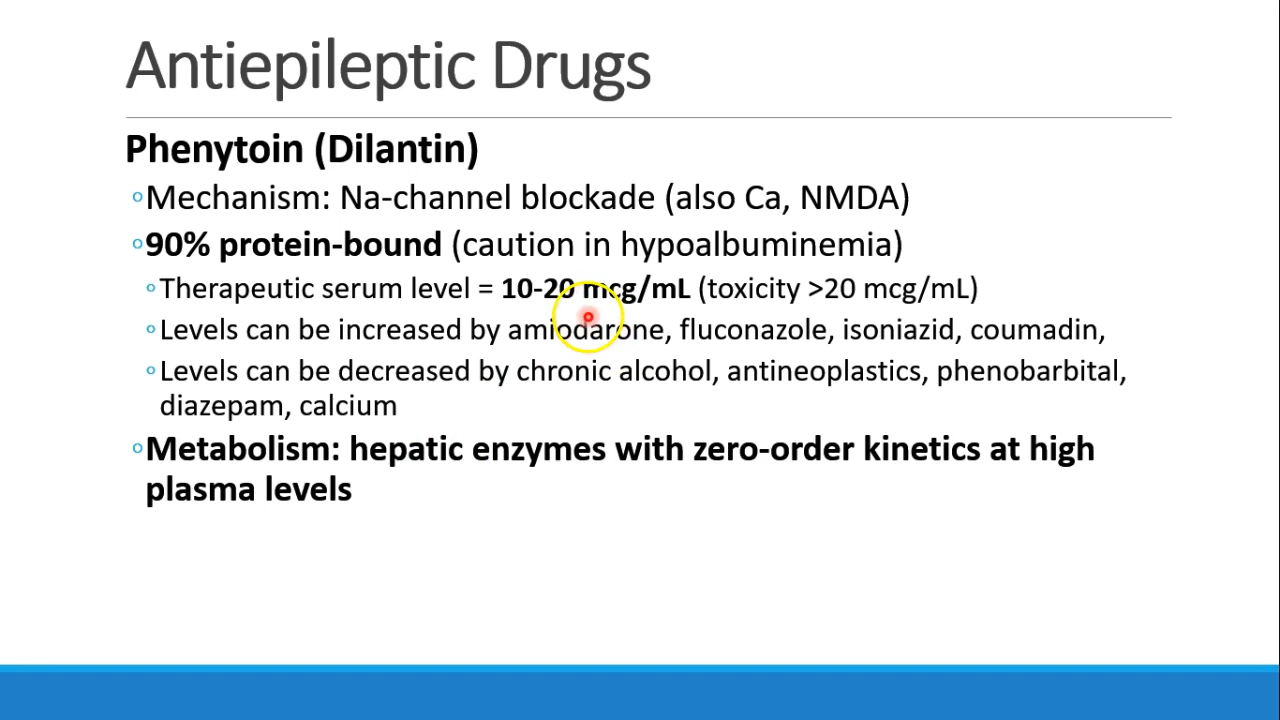 Antiepileptic Drugs
Phenytoin (Dilantin)
◦Mechanism: Na-channel blockade (also Ca, NMDA)
◦90% protein-bound (caution in hypoalbuminemia)
◦Therapeutic serum level = 10-20 mcg/mL (toxicity >20 mcg/mL)
◦Levels can be increased by amiodarone, fluconazole, isoniazid, coumadin,
◦Levels can be decreased by chronic alcohol, antineoplastics, phenobarbital,
diazepam, calcium
◦Metabolism: hepatic enzymes with zero-order kinetics at high
plasma levels